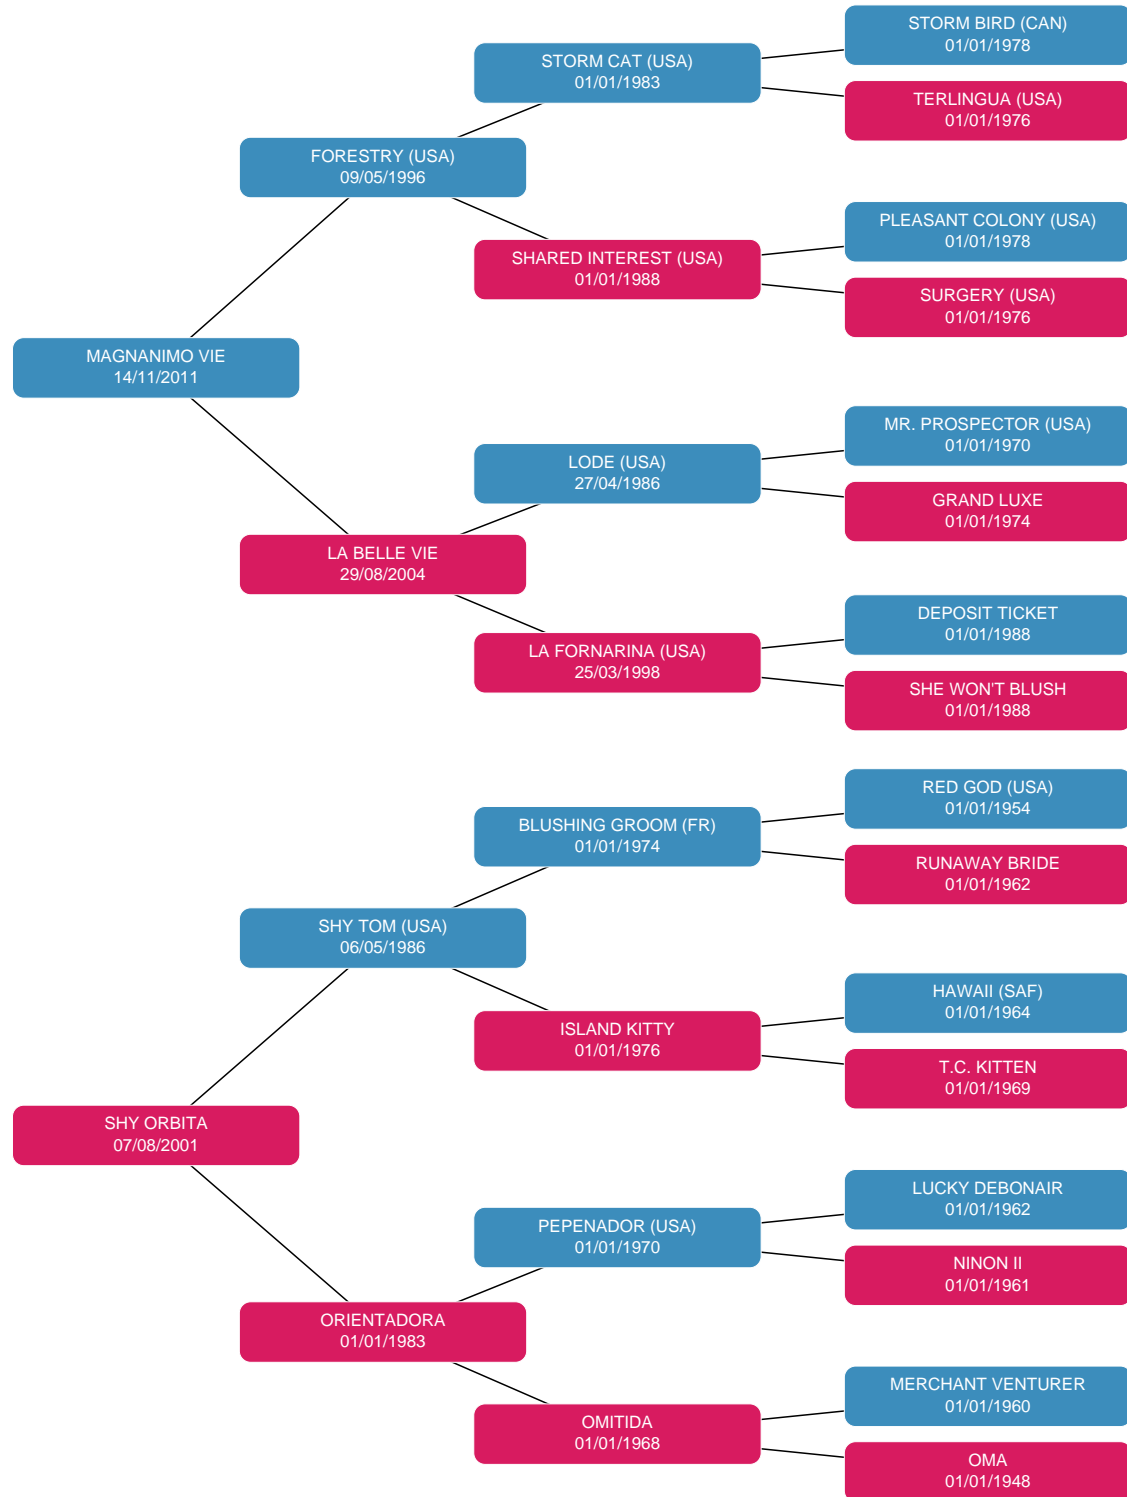 STORM BIRD (CAN)
01/01/1978
STORM CAT (USA)
01/01/1983
TERLINGUA (USA)
01/01/1976
FORESTRY (USA)
09/05/1996
PLEASANT COLONY (USA)
01/01/1978
SHARED INTEREST (USA)
01/01/1988
SURGERY (USA)
01/01/1976
MAGNANIMO VIE
14/11/2011
MR. PROSPECTOR (USA)
01/01/1970
LODE (USA)
27/04/1986
GRAND LUXE
01/01/1974
LA BELLE VIE
29/08/2004
DEPOSIT TICKET
01/01/1988
LA FORNARINA (USA)
25/03/1998
SHE WON'T BLUSH
01/01/1988
RED GOD (USA)
01/01/1954
BLUSHING GROOM (FR)
01/01/1974
RUNAWAY BRIDE
01/01/1962
SHY TOM (USA)
06/05/1986
HAWAII (SAF)
01/01/1964
ISLAND KITTY
01/01/1976
T.C. KITTEN
01/01/1969
SHY ORBITA
07/08/2001
LUCKY DEBONAIR
01/01/1962
PEPENADOR (USA)
01/01/1970
NINON II
01/01/1961
ORIENTADORA
01/01/1983
MERCHANT VENTURER
01/01/1960
OMITIDA
01/01/1968
OMA
01/01/1948